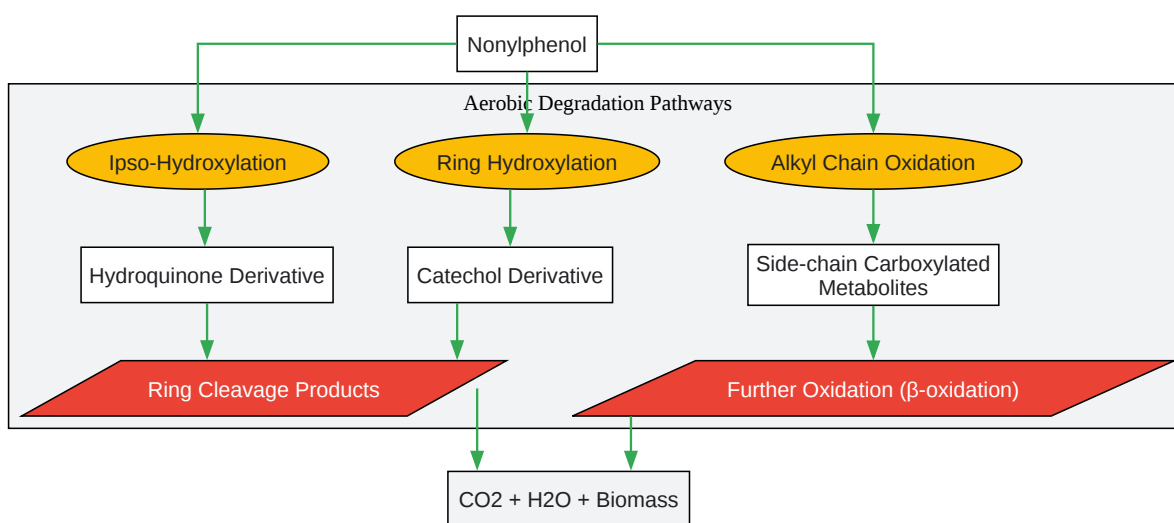 Nonylphenol
Aerobic Degradation Pathways
Ipso-Hydroxylation
Ring Hydroxylation
Alkyl Chain Oxidation
Hydroquinone Derivative
Catechol Derivative
Side-chain Carboxylated
Metabolites
Ring Cleavage Products
Further Oxidation (β-oxidation)
CO2 + H2O + Biomass